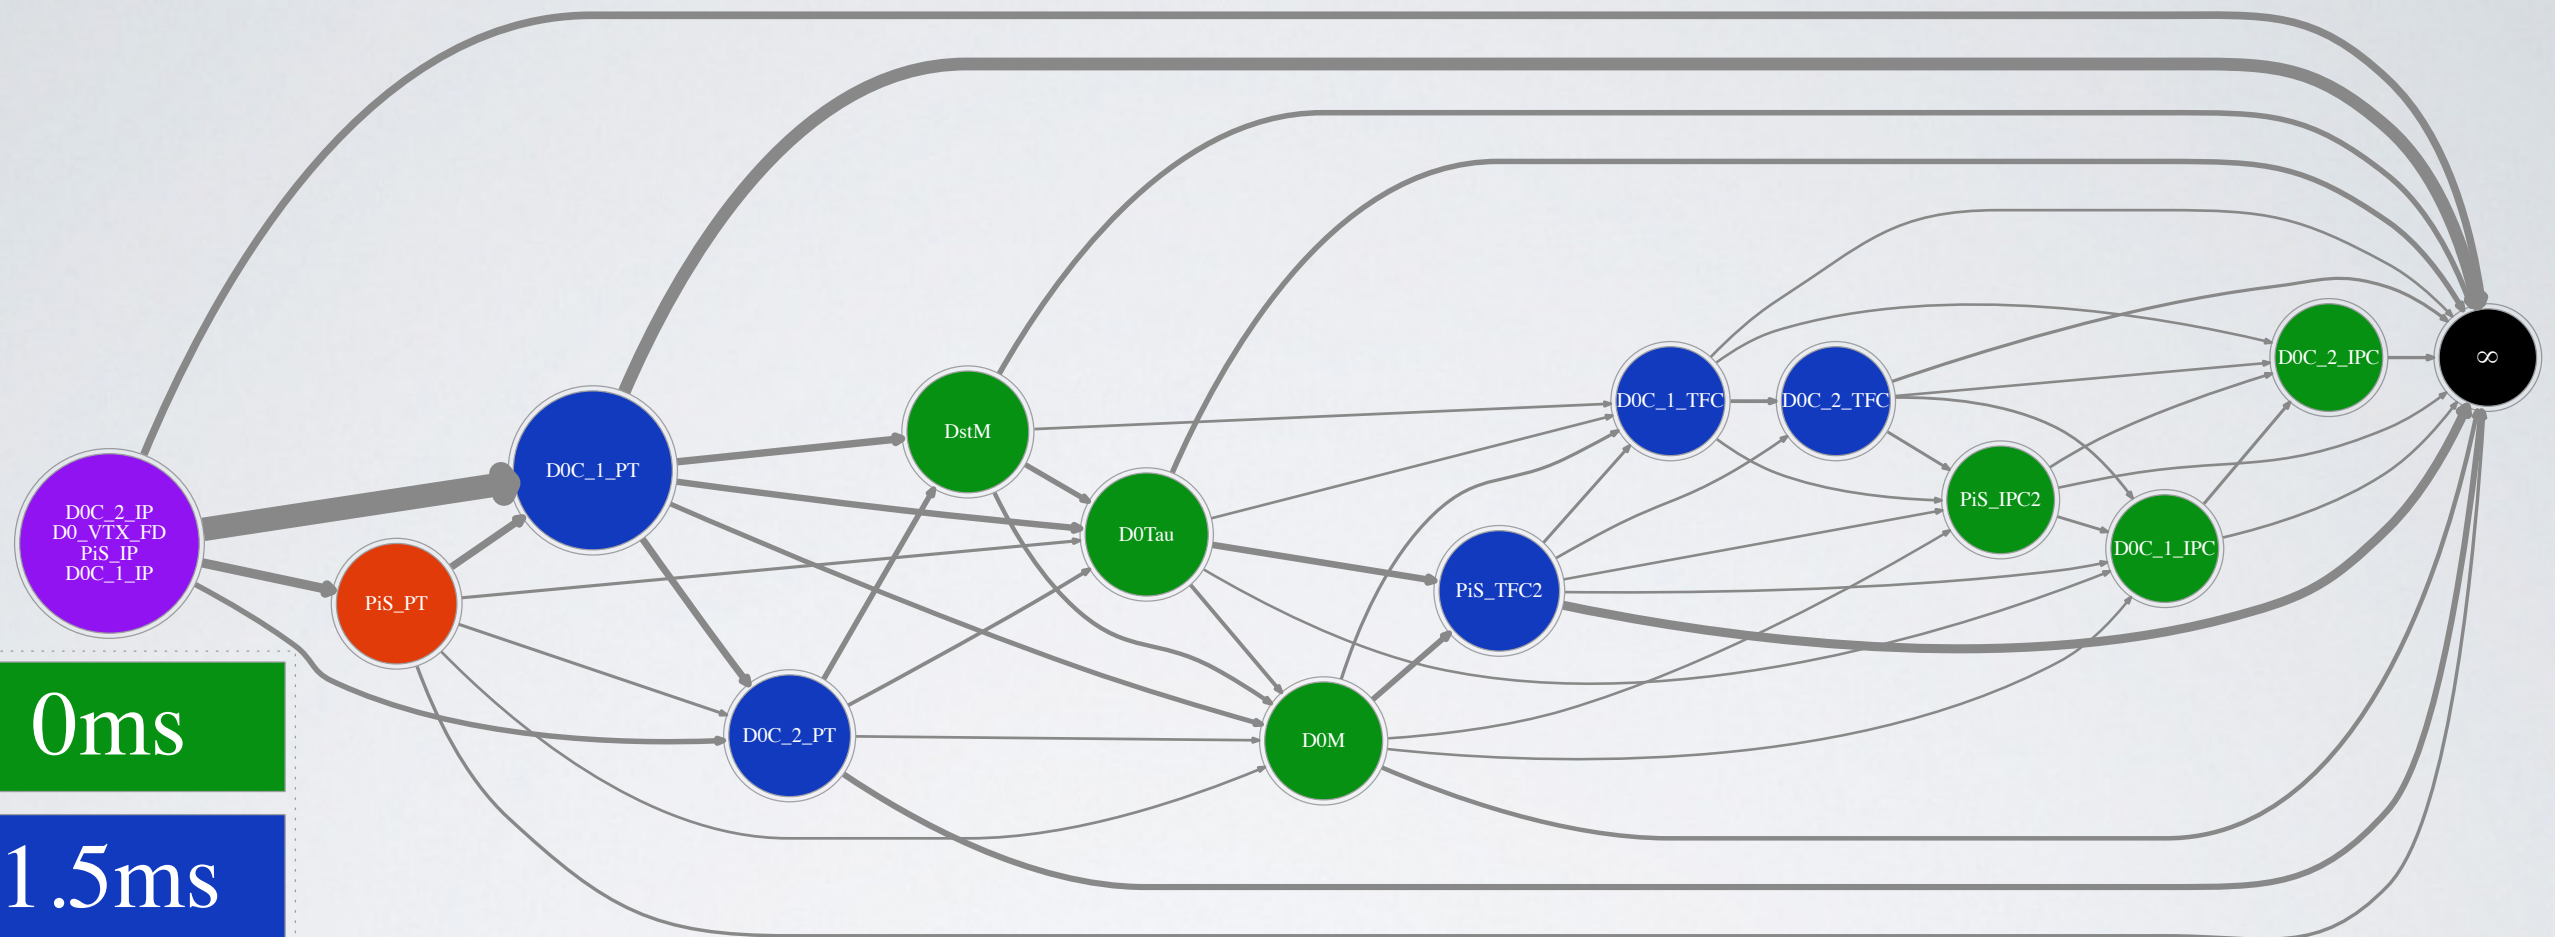 D0C_2_IP
D0_VTX_FD
PiS_IP
D0C_1_IP
PiS_PT
D0C_1_PT
D0C_2_PT
DstM
D0Tau
D0M
PiS_TFC2
D0C_1_TFC
D0C_2_TFC
PiS_IPC2
D0C_1_IPC
D0C_2_IPC
∞
0ms
1.5ms